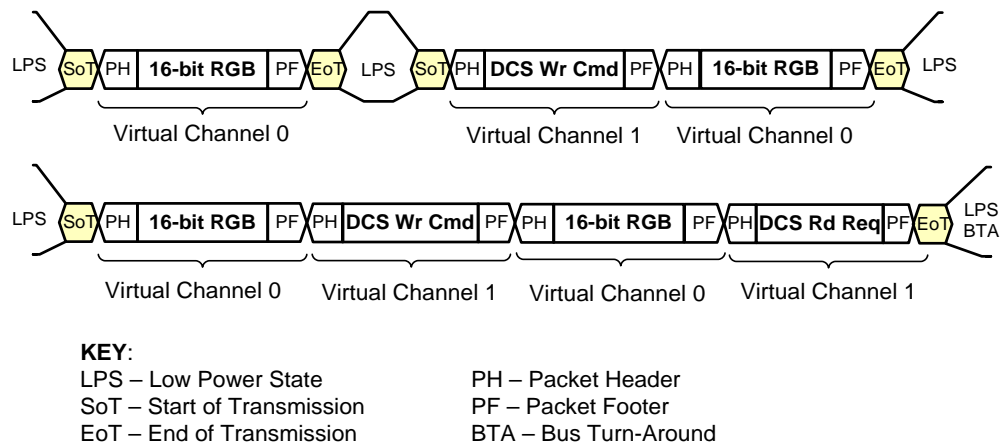 LPS SoT PH 16-bit RGB PF EoT LPS SoT PH DCS Wr Cmd PF PH 16-bit RGB PF EoT LPS
Virtual Channel 0 Virtual Channel 1 Virtual Channel 0
LPS SoT PH 16-bit RGB PF PH DCS Wr Cmd PF PH 16-bit RGB PF PH DCS Rd Req PF EoT LPS
BTA
Virtual Channel 0 Virtual Channel 1 Virtual Channel 0 Virtual Channel 1
KEY:
LPS – Low Power State PH – Packet Header
SoT – Start of Transmission PF – Packet Footer
EoT – End of Transmission BTA – Bus Turn-Around